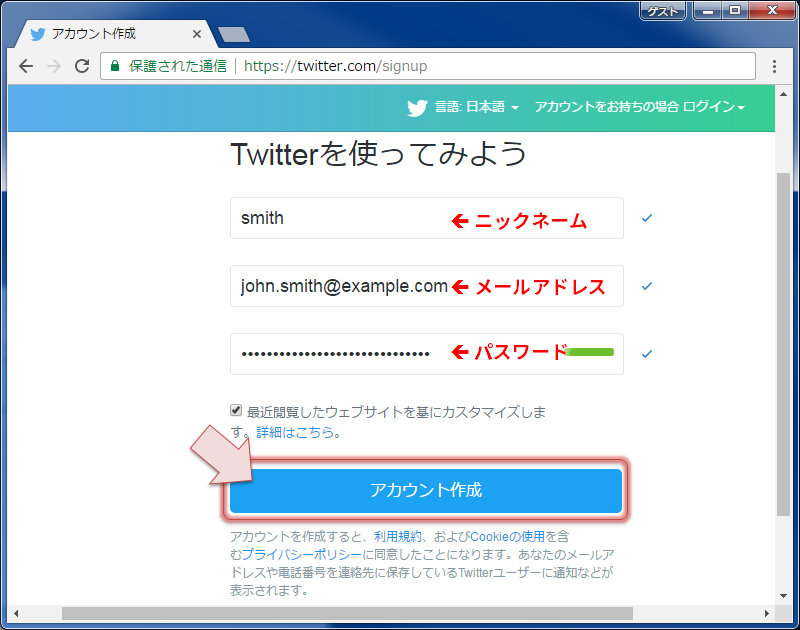 ゲスト
アカウント作成
保護された通信 https://twitter.com/signup
言語: 日本語 アカウントをお持ちの場合 ログイン
Twitterを使ってみよう
smith ← ニックネーム
john.smith@example.com ← メールアドレス
•••••••••••••••••••••••••••••• ← パスワード
最近閲覧したウェブサイトを基にカスタマイズしま
す。詳細はこちら。
アカウント作成
アカウントを作成すると、利用規約、およびCookieの使用を含
むプライバシーポリシーに同意したことになります。あなたのメールア
ドレスや電話番号を連絡先に保存しているTwitterユーザーに通知などが
表示されます。